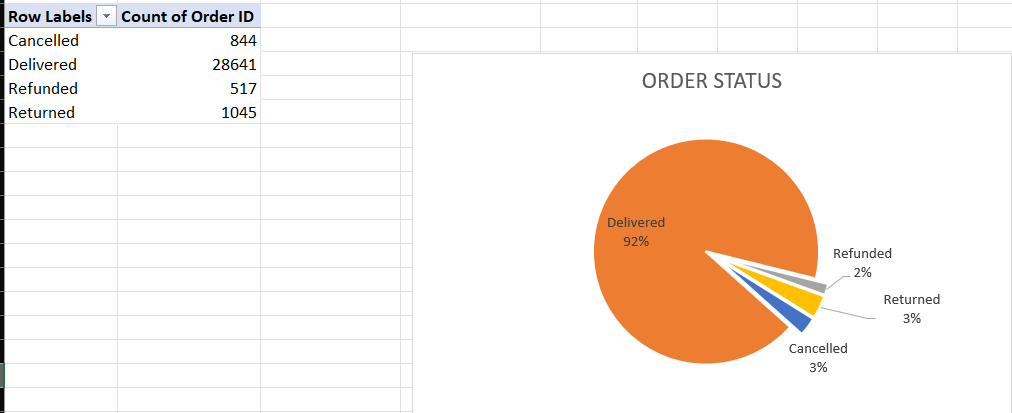 Row Labels Count of Order ID
Cancelled 844
Delivered 28641
Refunded 517
Returned 1045
ORDER STATUS
Delivered
92%
Refunded
2%
Returned
3%
Cancelled
3%